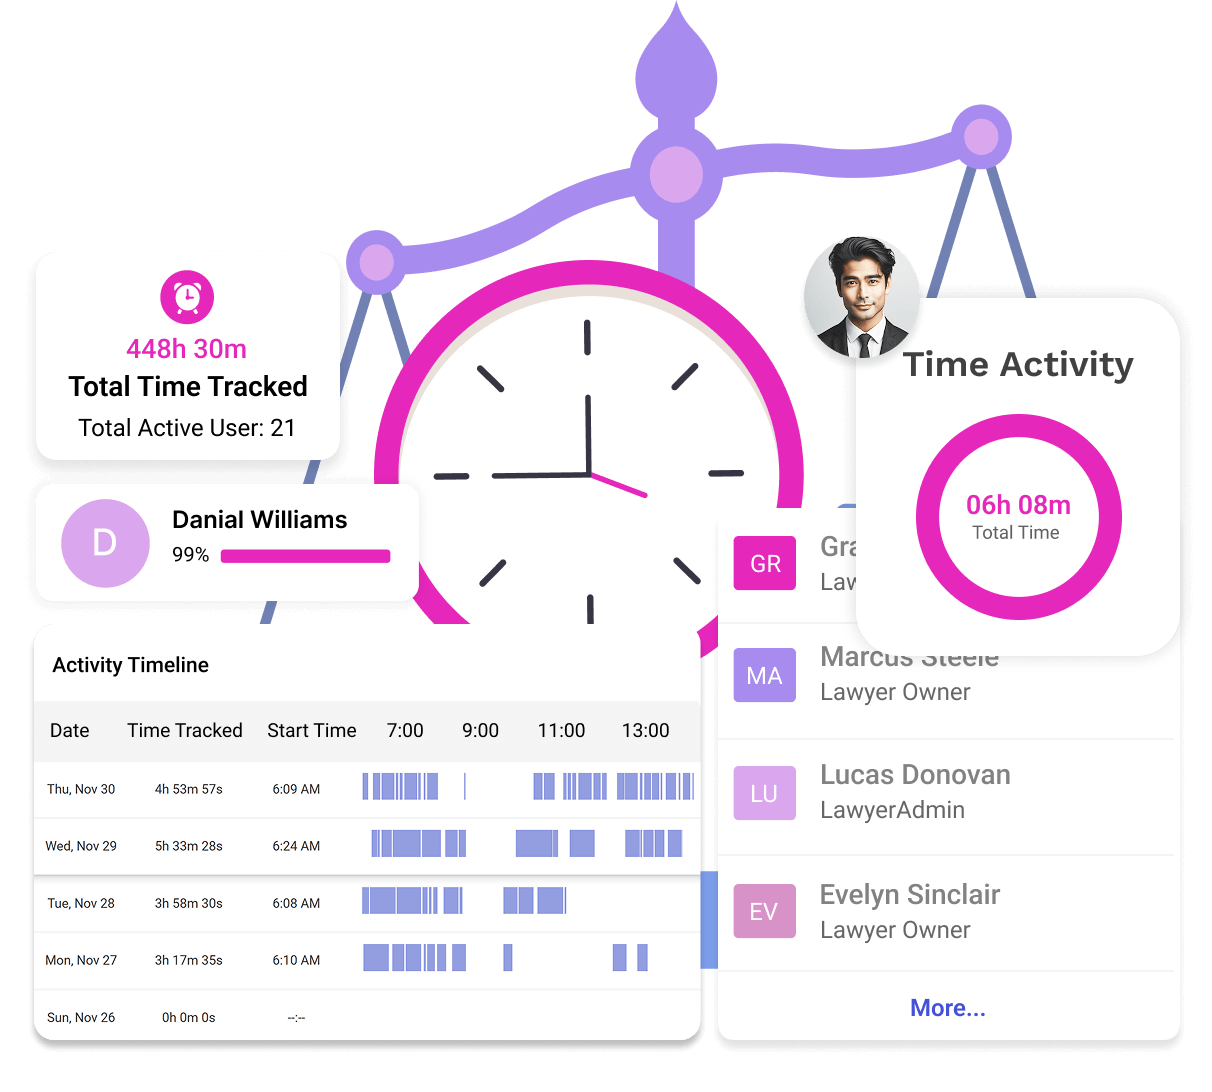 448h 30m
Total Time Tracked
Total Active User: 21
D
Danial Williams
99%
Time Activity
06h 08m
Total Time
GR
MA
Marcus Steele
Lawyer Owner
LU
Lucas Donovan
LawyerAdmin
EV
Evelyn Sinclair
Lawyer Owner
More...
Activity Timeline
Date Time Tracked Start Time 7:00 9:00 11:00 13:00
Thu, Nov 30 4h 53m 57s 6:09 AM
Wed, Nov 29 5h 33m 28s 6:24 AM
Tue, Nov 28 3h 58m 30s 6:08 AM
Mon, Nov 27 3h 17m 35s 6:10 AM
Sun, Nov 26 0h 0m 0s --:--